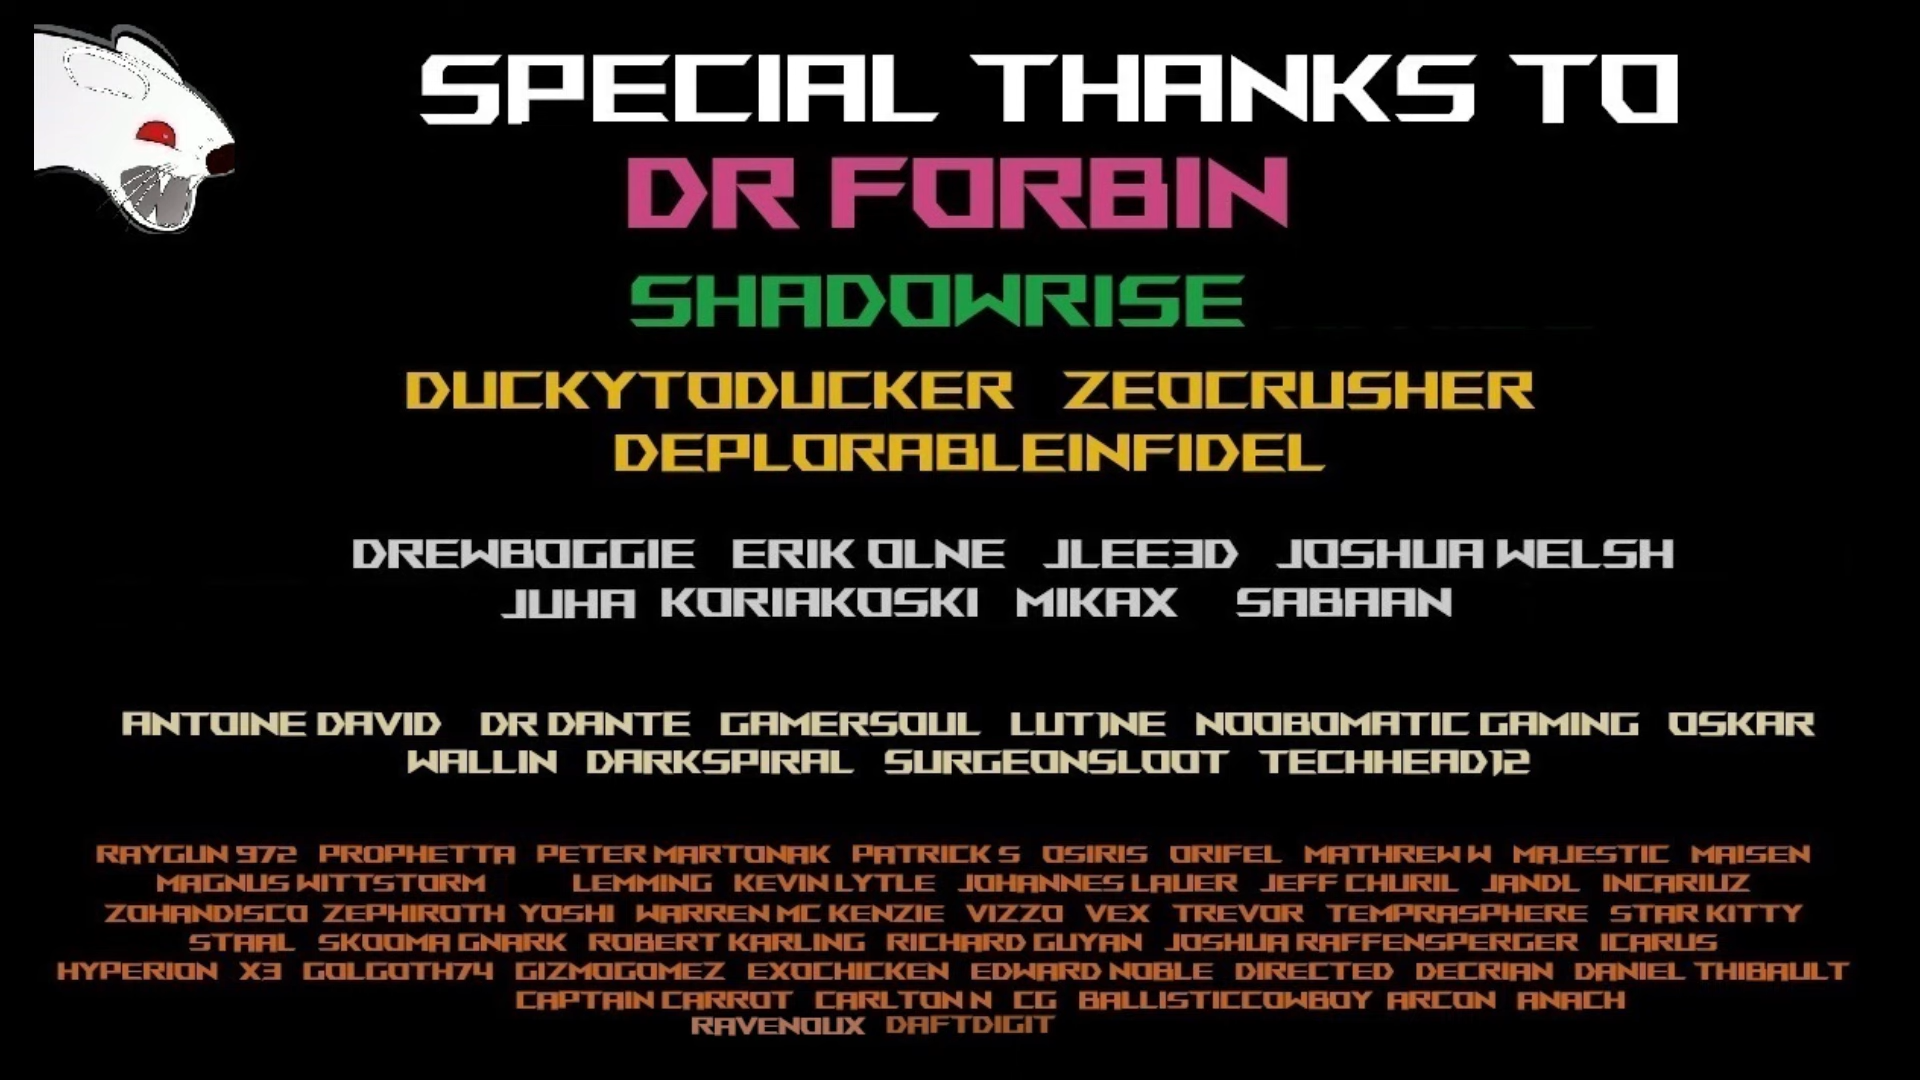 SPECIAL THANKS TO
DR FORBIN
SHADOWRISE
DUCKYTODUCKER ZEOCRUSHER
DEPLORABLEINFIDEL
DREWBOGGIE ERIK OLNE JLEE3D JOSHUA WELSH
JUHA KORIAKOSKI MIKAX SABAAN
ANTOINE DAVID DR DANTE GAMERSOUL LUT1NE NOOBOMATIC GAMING OSKAR
WALLIN DARKSPIRAL SURGEONSLOOT TECHHEAD12
RAYGUN 972 PROPHETTA PETER MARTONAK PATRICK S OSIRIS ORIFEL MATHREW W MAJESTIC MAISEN
MAGNUS WITTSTORM LEMMING KEVIN LYTLE JOHANNES LAUER JEFF CHURIL JANDL INCARIUZ
ZOHANDISCO ZEPHIROTH YOSHI WARREN MC KENZIE VIZZO VEX TREVOR TEMPRASPHERE STAR KITTY
STAAL SKOOMA GNARK ROBERT KARLING RICHARD GUYAN JOSHUA RAFFENSPERGER ICARUS
HYPERION X3 GOLGOTH74 GIZMOGOMEZ EXOCHICKEN EDWARD NOBLE DIRECTED DECRIAN DANIEL THIBAULT
CAPTAIN CARROT CARLTON N CG BALLISTICCOWBOY ARCON ANACH
RAVENOUX DAFTDIGIT